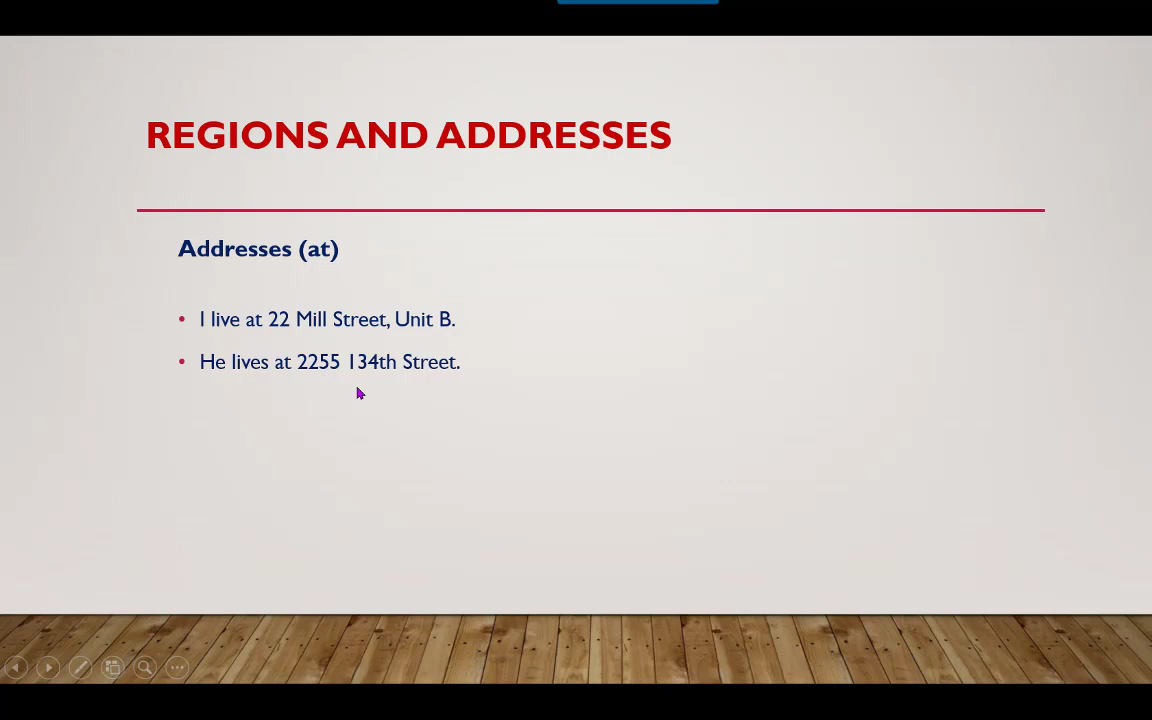 REGIONS AND ADDRESSES
Addresses (at)
• I live at 22 Mill Street, Unit B.
• He lives at 2255 134th Street.